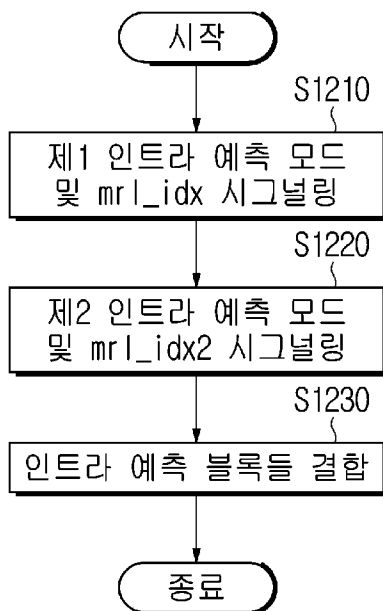 시작
S1210
제1 인트라 예측 모드
및 mrl_idx 시그널링
S1220
제2 인트라 예측 모드
및 mrl_idx2 시그널링
S1230
인트라 예측 블록들 결합
종료